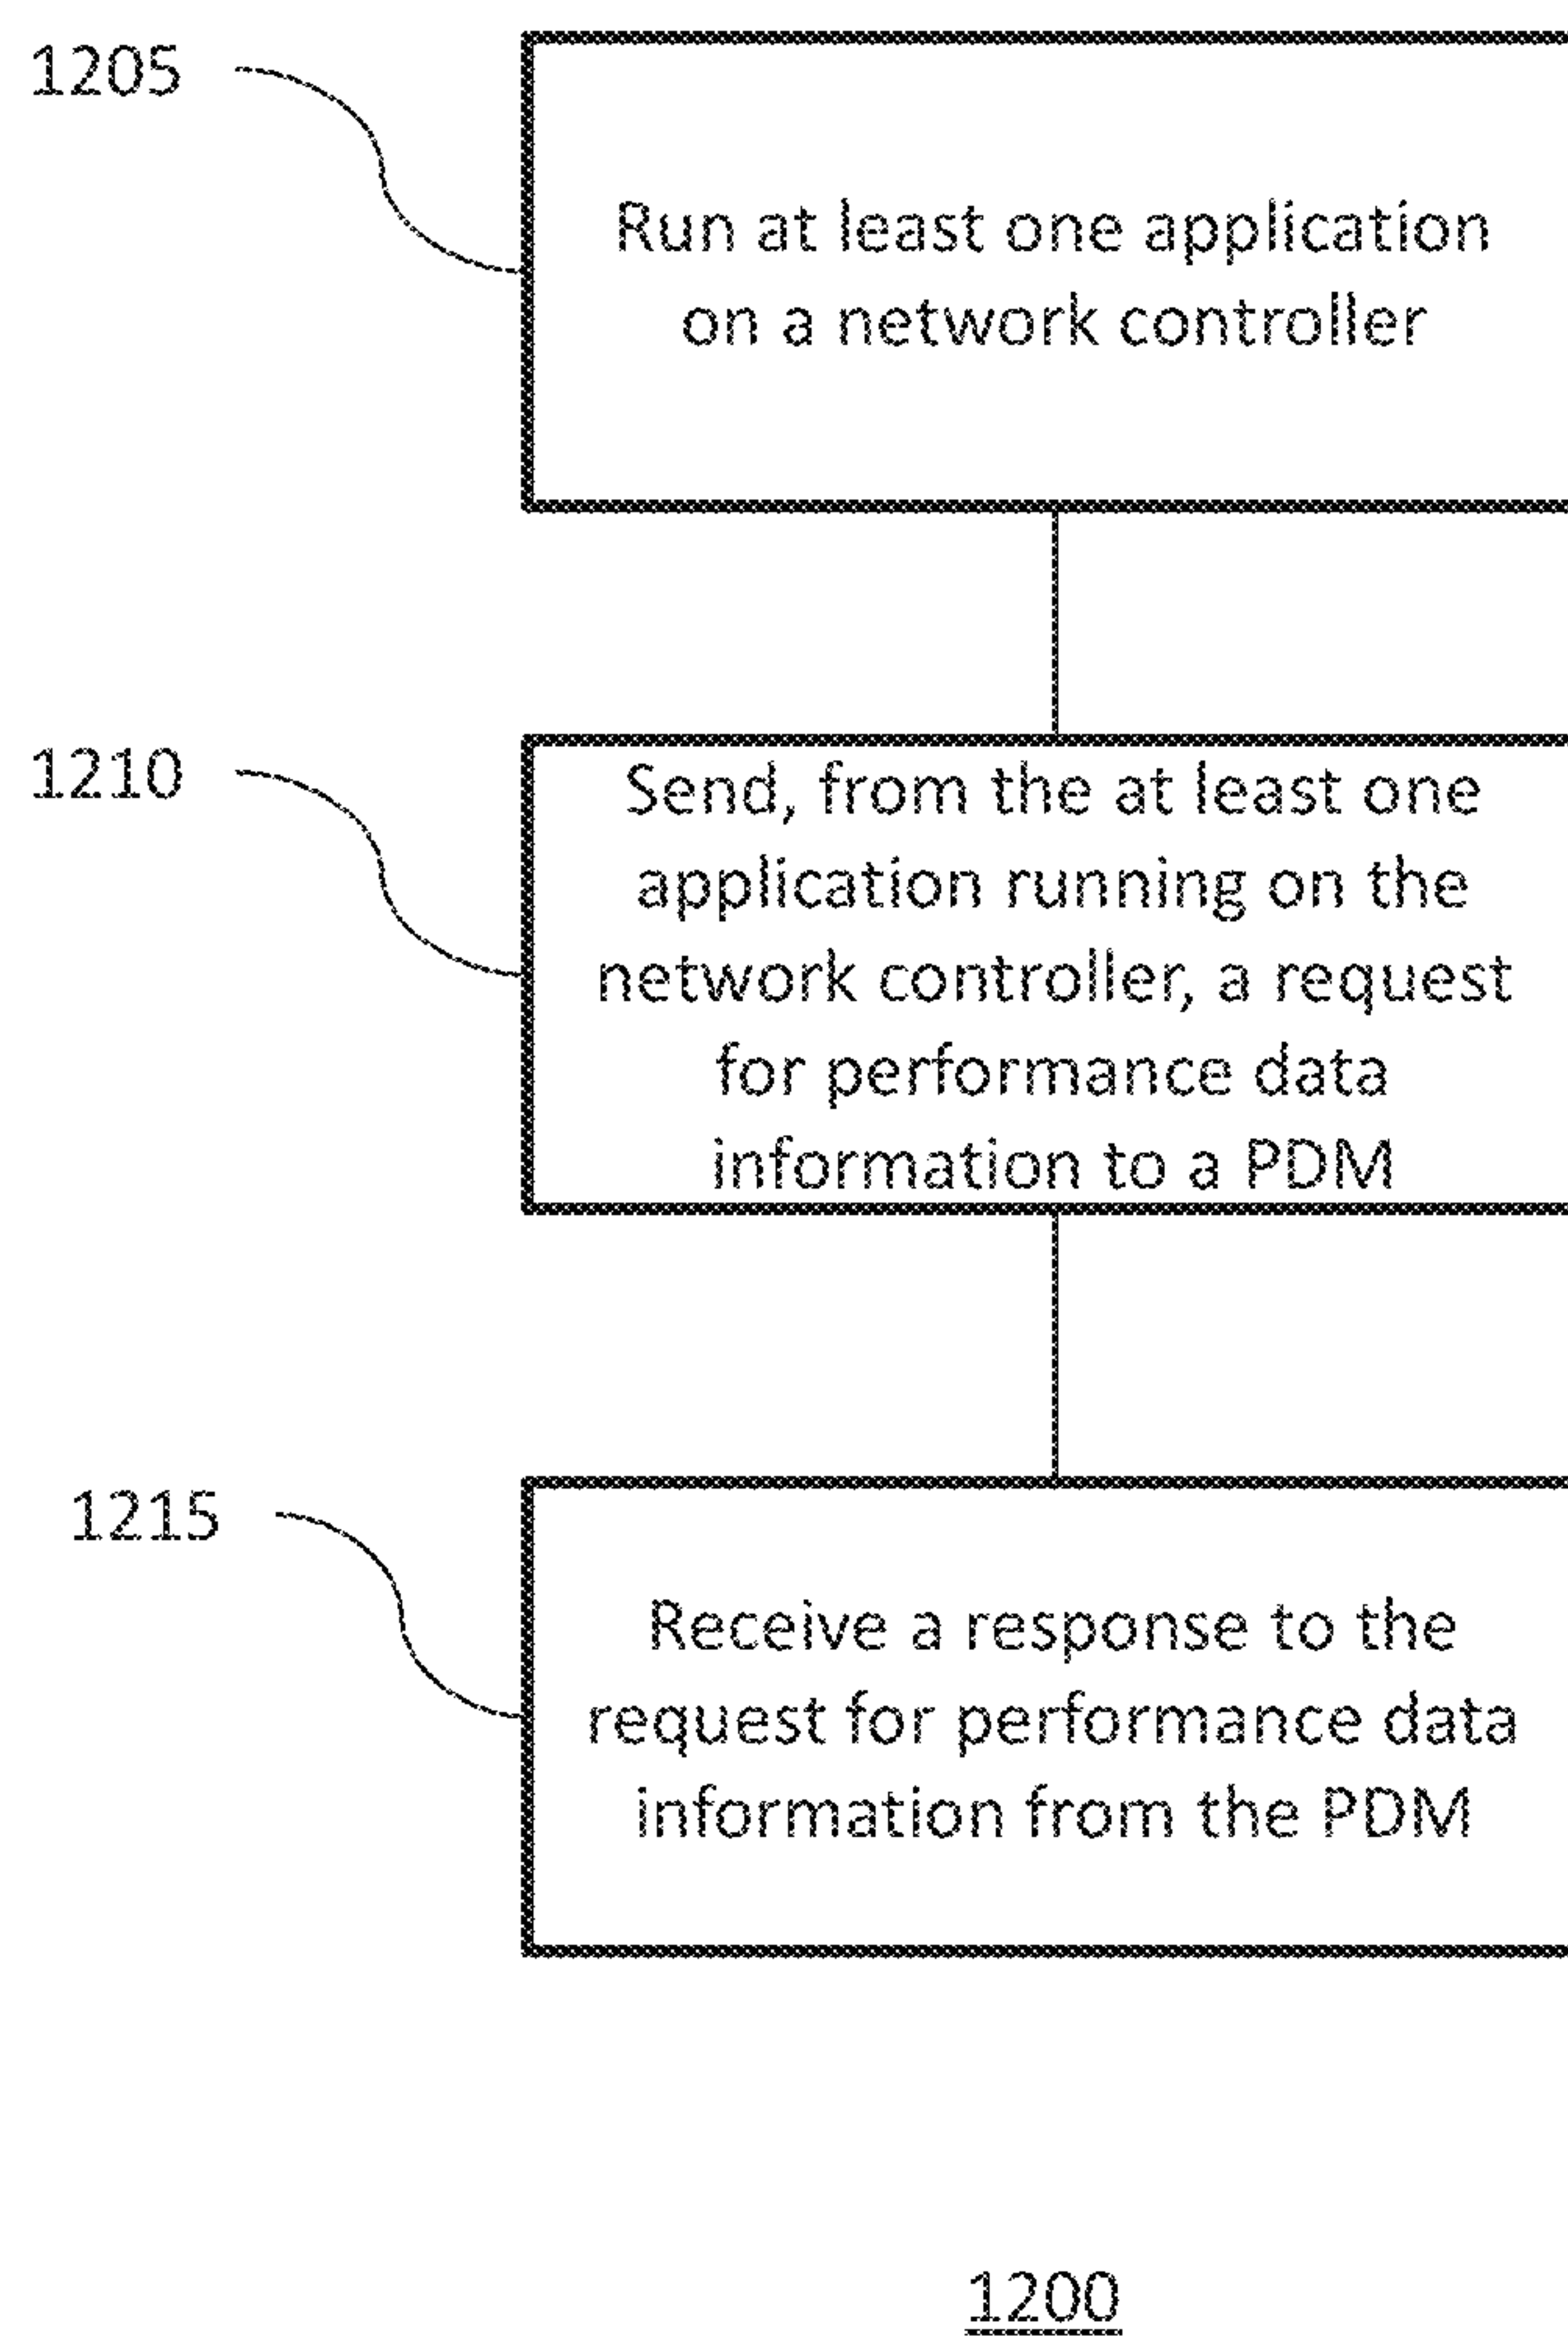 1205
Run at least one application
on a network controller
1210
Send, from the at least one
application running on the
network controller, a request
for performance data
information to a PDM
1215
Receive a response to the
request for performance data
information from the PDM
1200